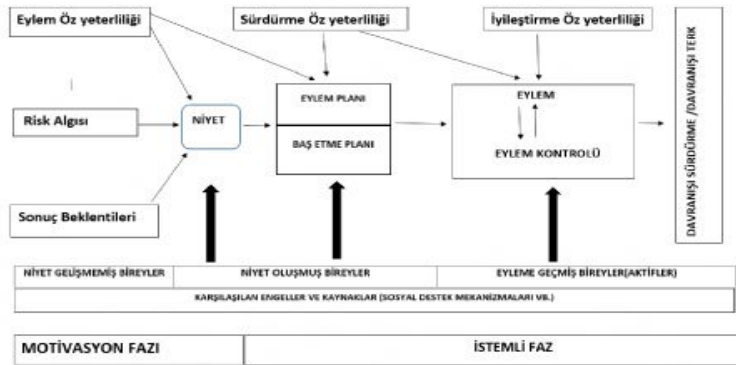 Eylem Öz yeterliliği
Sürdürme Öz yeterliliği
İyileştirme Öz yeterliliği
Risk Algısı
NİYET
EYLEM PLANI
BAŞ ETME PLANI
EYLEM
EYLEM KONTROLÜ
DAVRANIŞI SÜRDÜRME /DAVRANIŞI TERK
Sonuç Beklentileri
NİYET GELİŞMEMİŞ BİREYLER
NİYET OLUŞMUŞ BİREYLER
EYLEME GEÇMİŞ BİREYLER(AKTİFLER)
KARŞILAŞILAN ENGELLER VE KAYNAKLAR (SOSYAL DESTEK MEKANİZMALARI VB.)
MOTİVASYON FAZI
İSTEMLİ FAZ